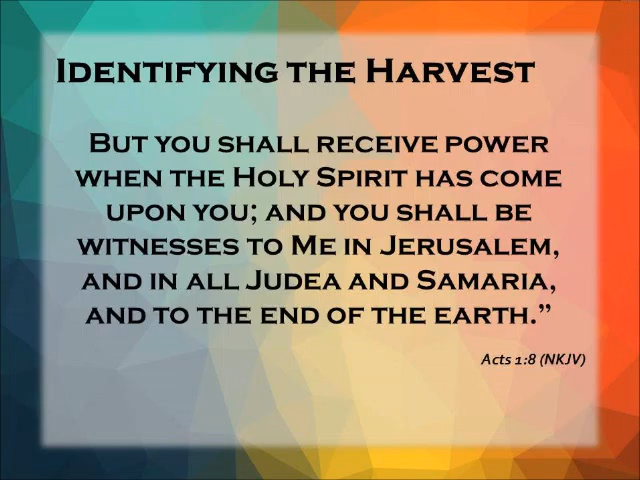 Identifying the Harvest
But you shall receive power
when the Holy Spirit has come
upon you; and you shall be
witnesses to Me in Jerusalem,
and in all Judea and Samaria,
and to the end of the earth.”
Acts 1:8 (NKJV)